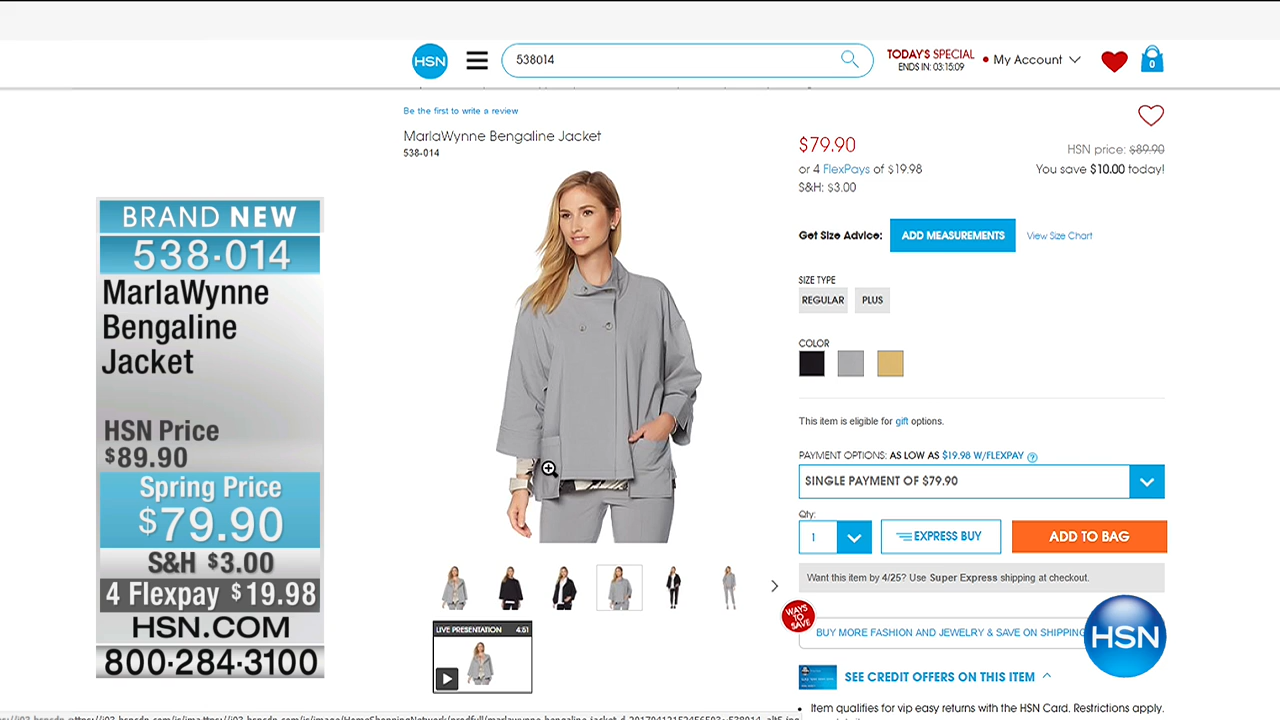 HSN
538014
TODAY'S SPECIAL
ENDS IN: 03:15:09
My Account
0
Be the first to write a review
MarlaWynne Bengaline Jacket
538-014
$79.90
HSN price: $89.90
or 4 FlexPays of $19.98
You save $10.00 today!
S&H: $3.00
Get Size Advice:
ADD MEASUREMENTS
View Size Chart
SIZE TYPE
REGULAR
PLUS
COLOR
This item is eligible for gift options.
PAYMENT OPTIONS: AS LOW AS $19.98 W/FLEXPAY ?
SINGLE PAYMENT OF $79.90
Qty:
1
EXPRESS BUY
ADD TO BAG
Want this item by 4/25? Use Super Express shipping at checkout.
WAYS
TO
SAVE
BUY MORE FASHION AND JEWELRY & SAVE ON SHIPPING
SEE CREDIT OFFERS ON THIS ITEM
Item qualifies for vip easy returns with the HSN Card. Restrictions apply.
LIVE PRESENTATION 4:51
BRAND NEW
538-014
MarlaWynne
Bengaline
Jacket
HSN Price
$89.90
Spring Price
$79.90
S&H $3.00
4 Flexpay $19.98
HSN.COM
800-284-3100
HSN